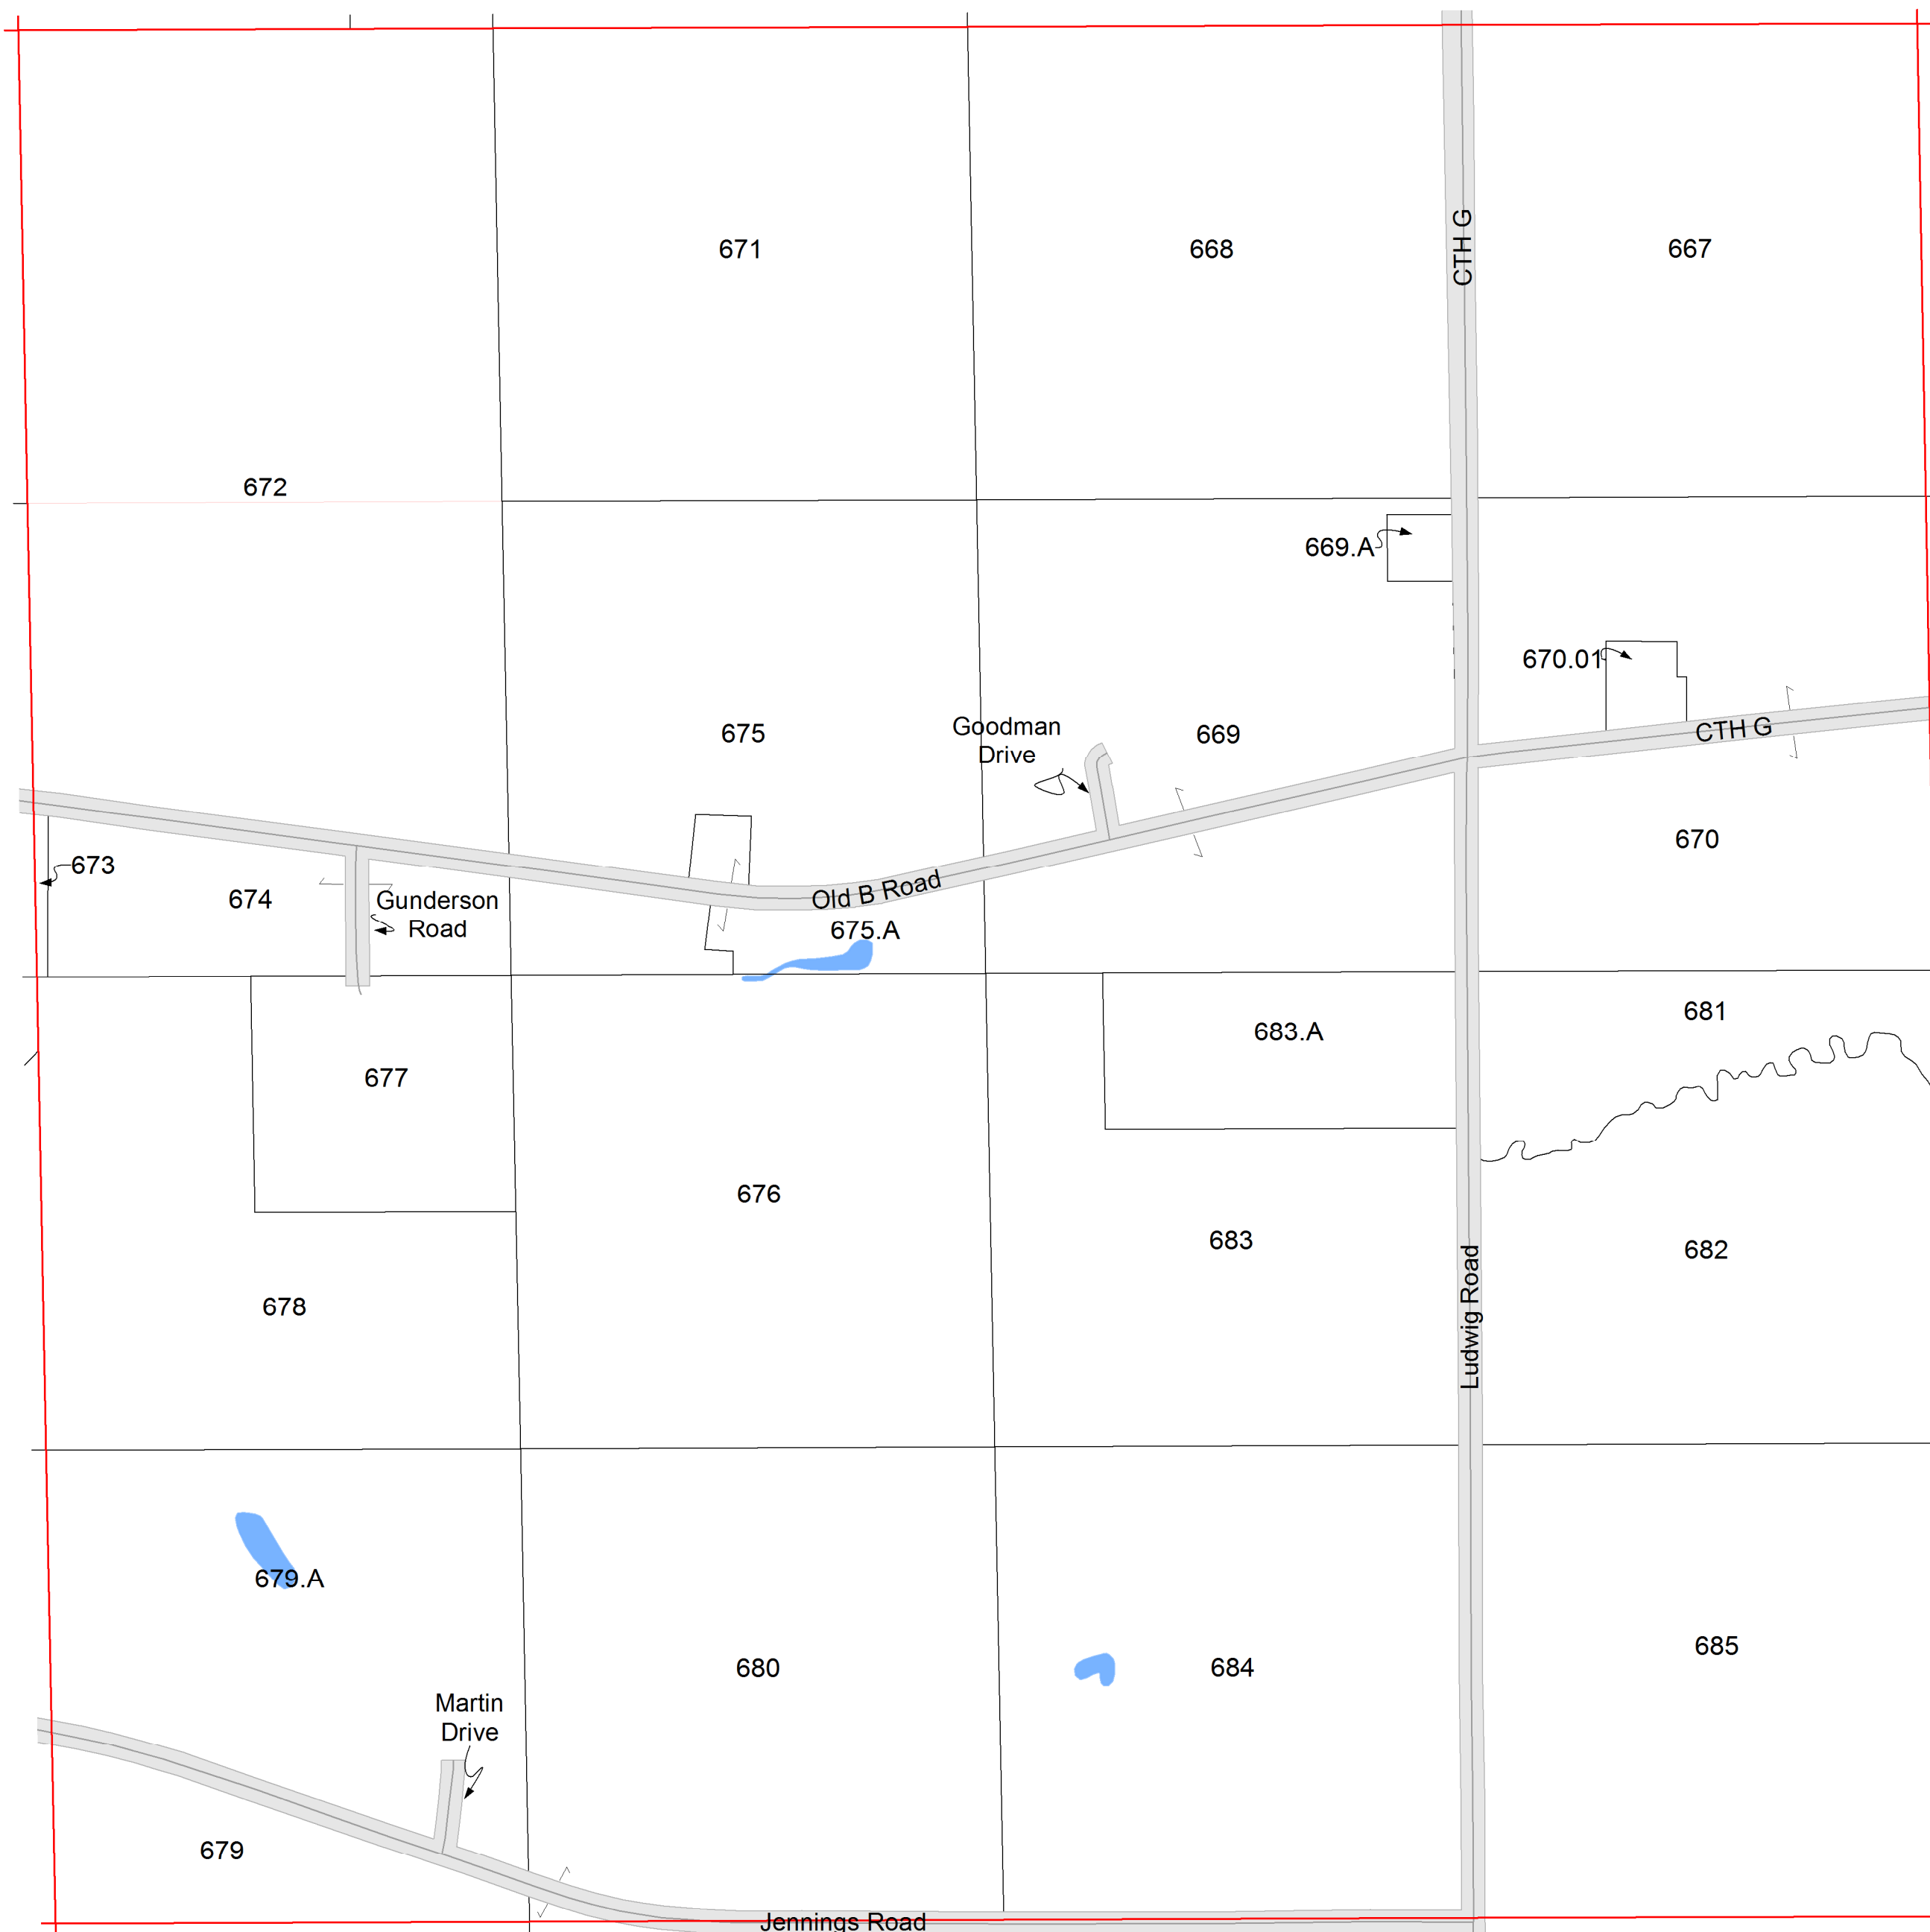 671
668
CTH G
667
672
669.A
670.01
675
Goodman
Drive
669
CTH G
670
673
674
Gunderson
Road
Old B Road
675.A
681
683.A
677
676
683
682
678
Ludwig Road
679.A
680
684
685
Martin
Drive
679
Jennings Road